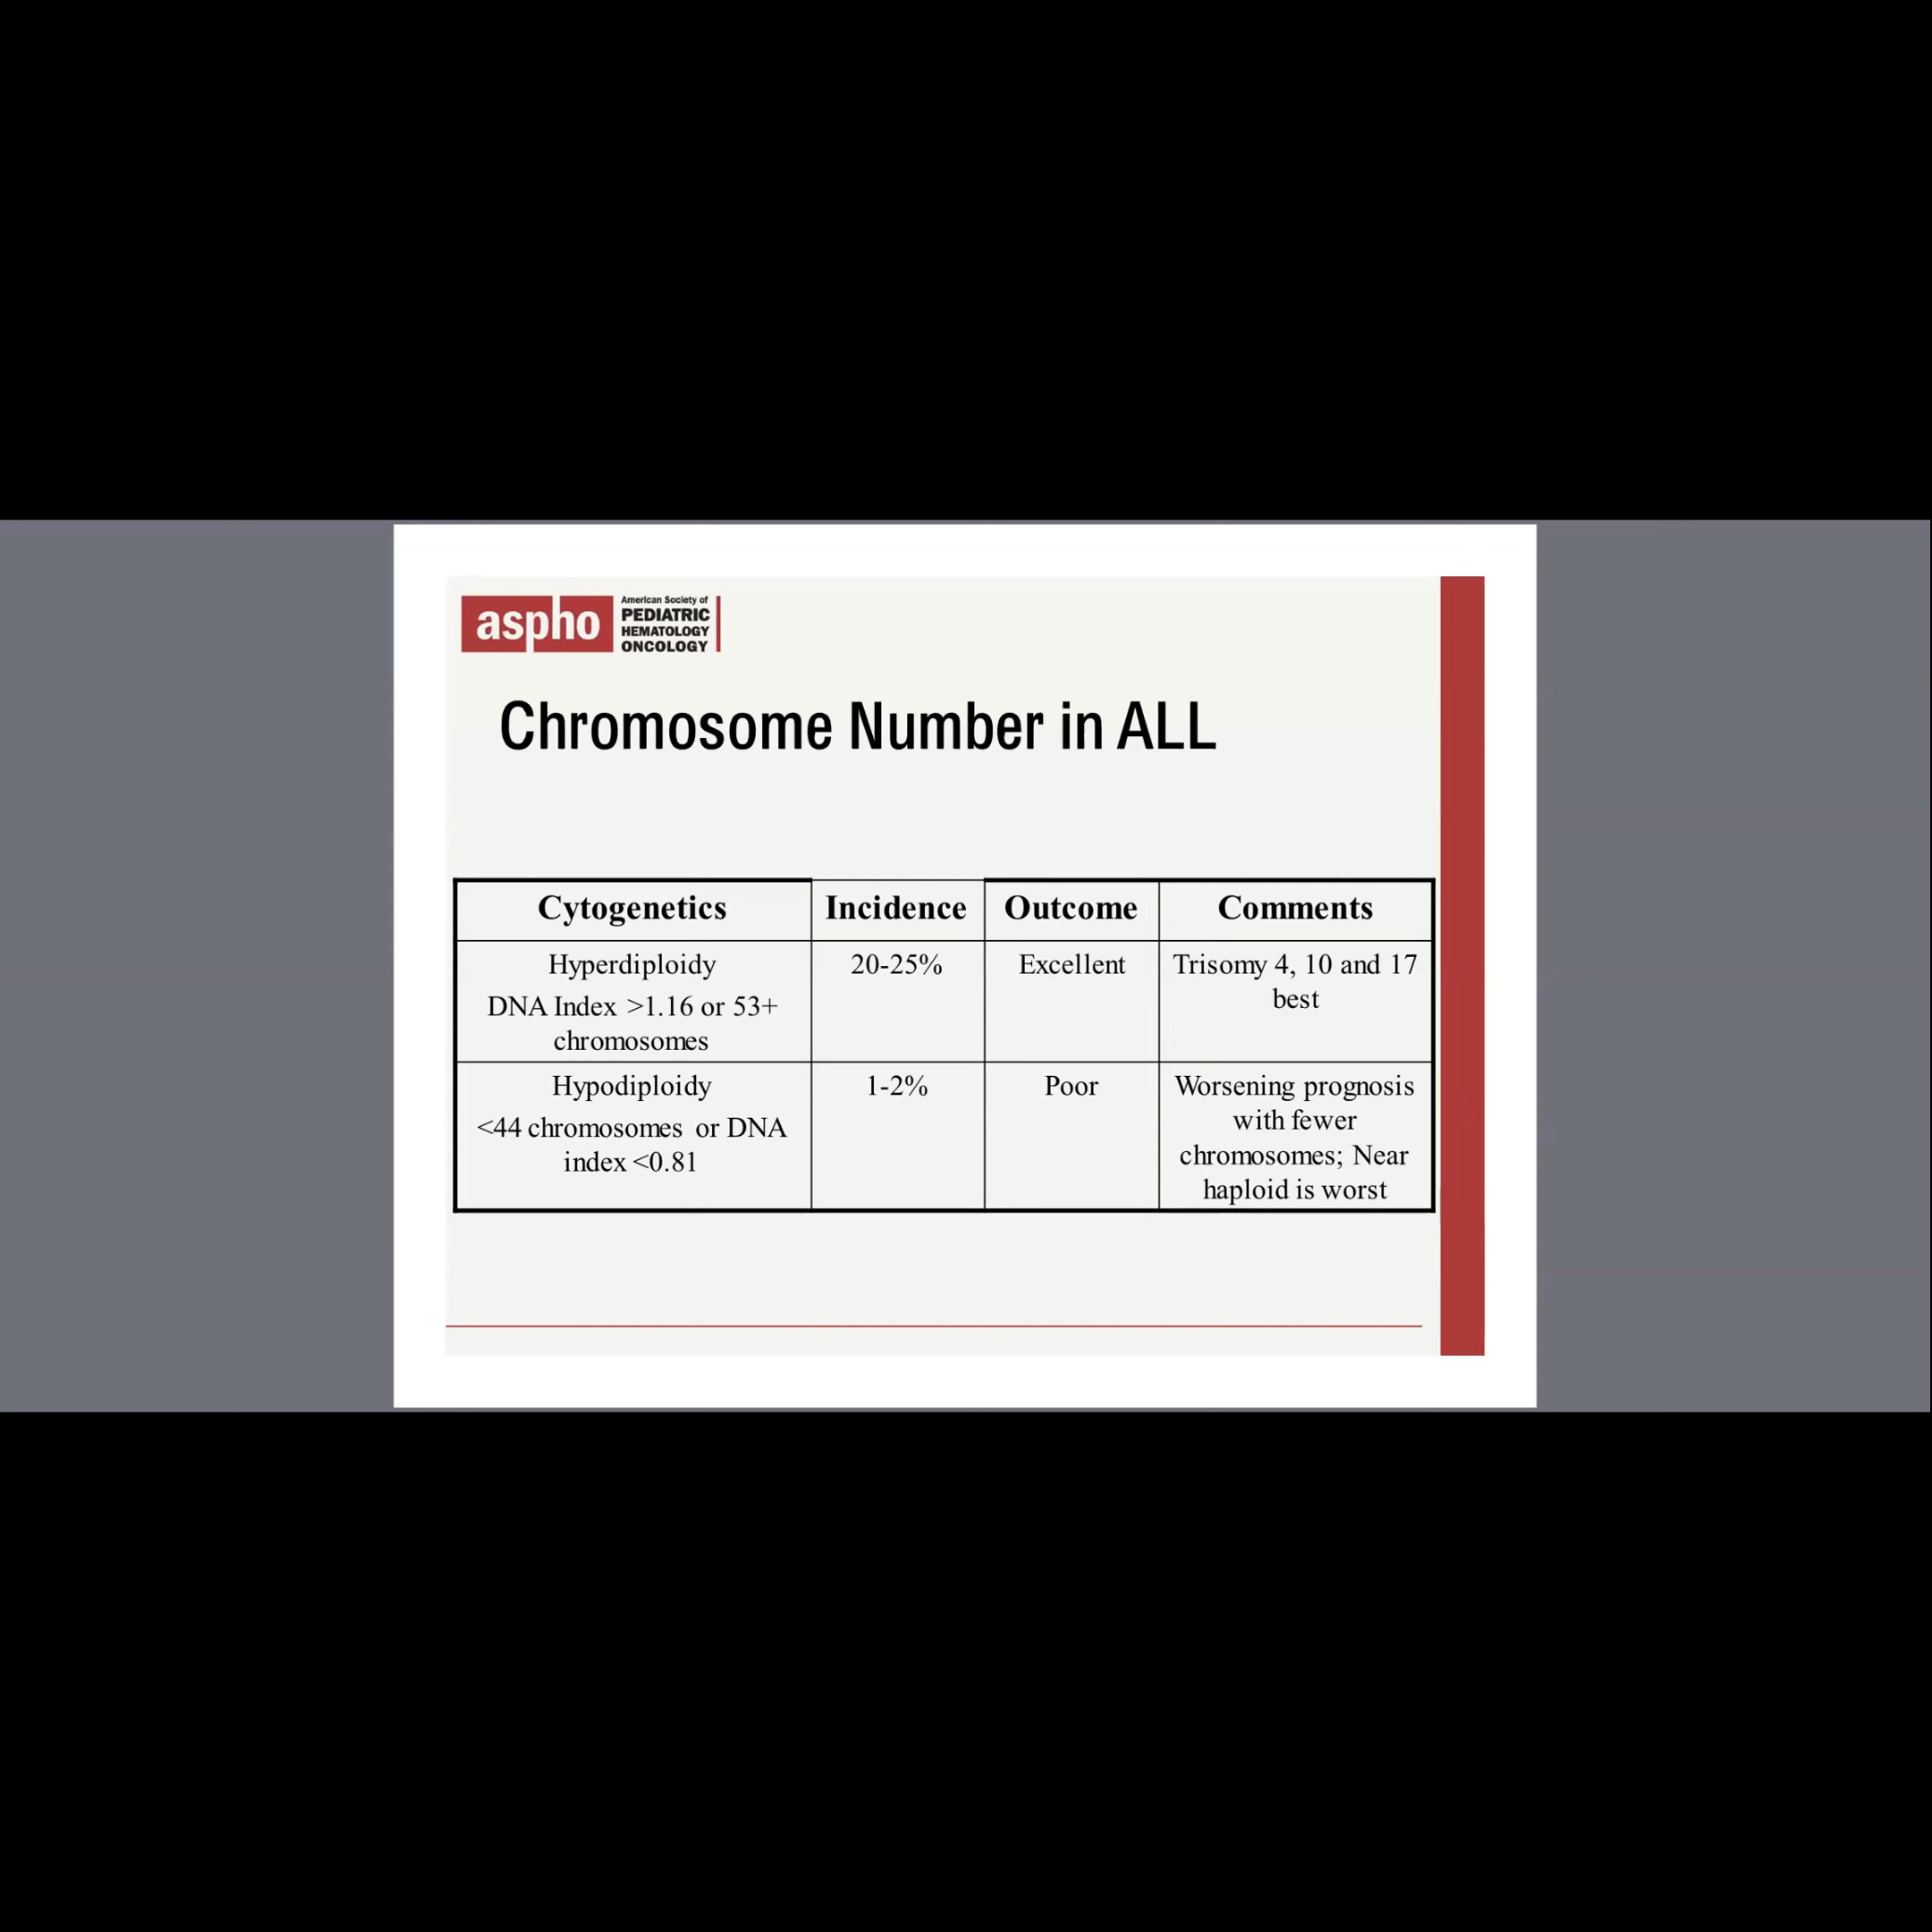 aspho
American Society of
PEDIATRIC
HEMATOLOGY
ONCOLOGY
Chromosome Number in ALL
Cytogenetics Incidence Outcome Comments
Hyperdiploidy 20-25% Excellent Trisomy 4, 10 and 17
best
DNA Index >1.16 or 53+
chromosomes
Hypodiploidy 1-2% Poor Worsening prognosis
with fewer
<44 chromosomes or DNA
chromosomes; Near
index <0.81
haploid is worst